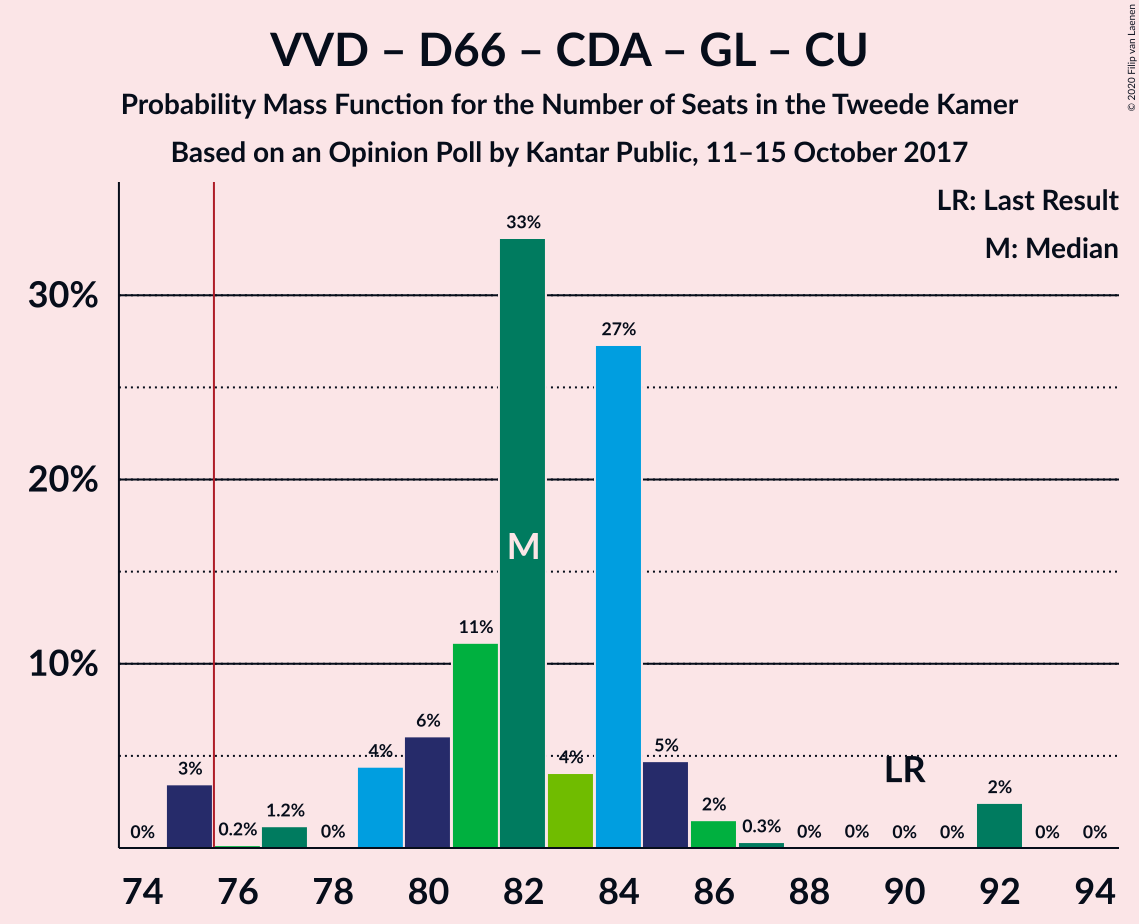 VVD – D66 – CDA – GL – CU
Probability Mass Function for the Number of Seats in the Tweede Kamer
Based on an Opinion Poll by Kantar Public, 11–15 October 2017
© 2020 Filip van Laenen
LR: Last Result
M: Median
30%
20%
10%
0%
3%
0.2%
1.2%
0%
4%
6%
11%
33%
M
4%
27%
5%
2%
0.3%
0%
0%
LR
0%
0%
2%
0%
0%
74 76 78 80 82 84 86 88 90 92 94